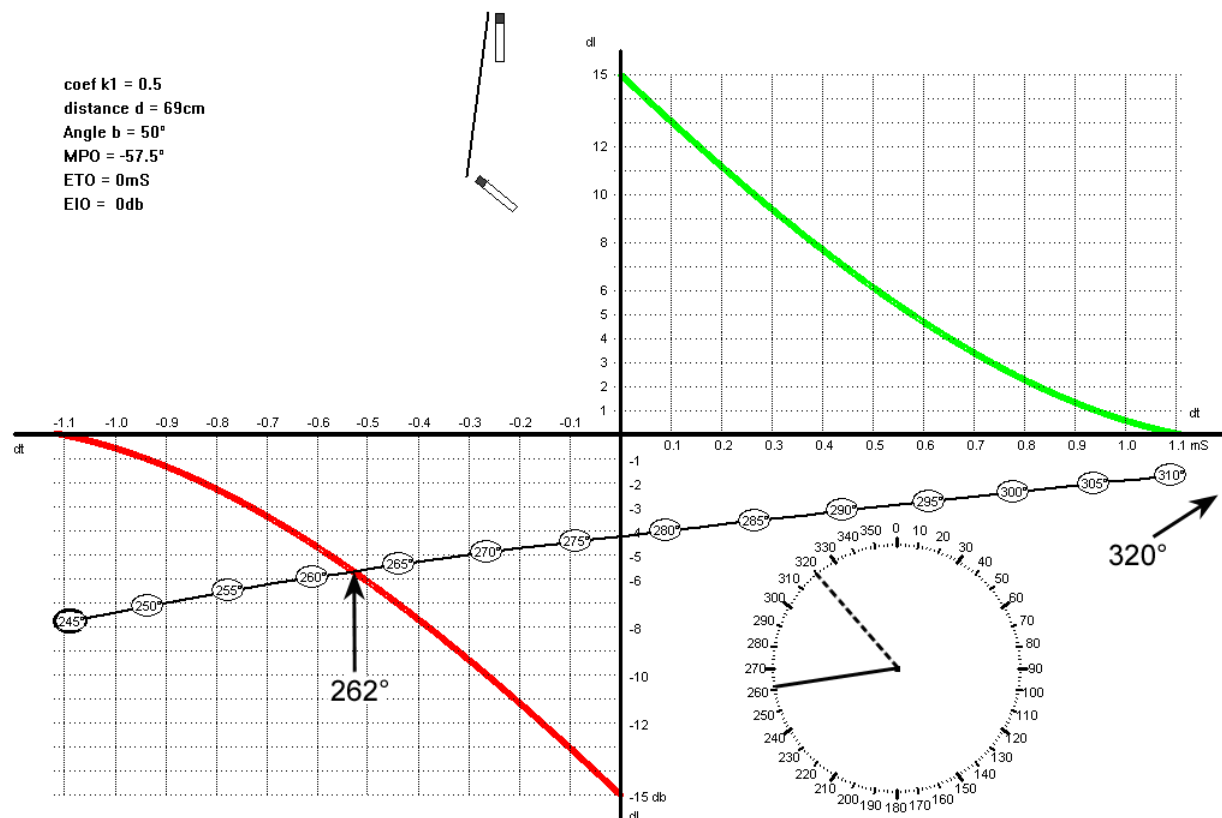 coef k1 = 0.5
distance d = 69cm
Angle b = 50°
MPO = -57.5°
ETO = 0mS
EIO = 0db
dl
15
12
10
8
6
5
4
3
2
1
-1.1 -1.0 -0.9 -0.8 -0.7 -0.6 -0.5 -0.4 -0.3 -0.2 -0.1
dt
dt
0.1 0.2 0.3 0.4 0.5 0.6 0.7 0.8 0.9 1.0 1.1 mS
-1
-2
-3
-4
-5
-6
-8
-10
-12
-15 db
dl
245° 250° 255° 260° 265° 270° 275° 280° 285° 290° 295° 300° 305° 310°
262°
320°
0 10 20 30 40 50 60 70 80 90 100 110 120 130 140 150 160 170 180 190 200 210 220 230 240 250 260 270 280 290 300 310 320 330 340 350